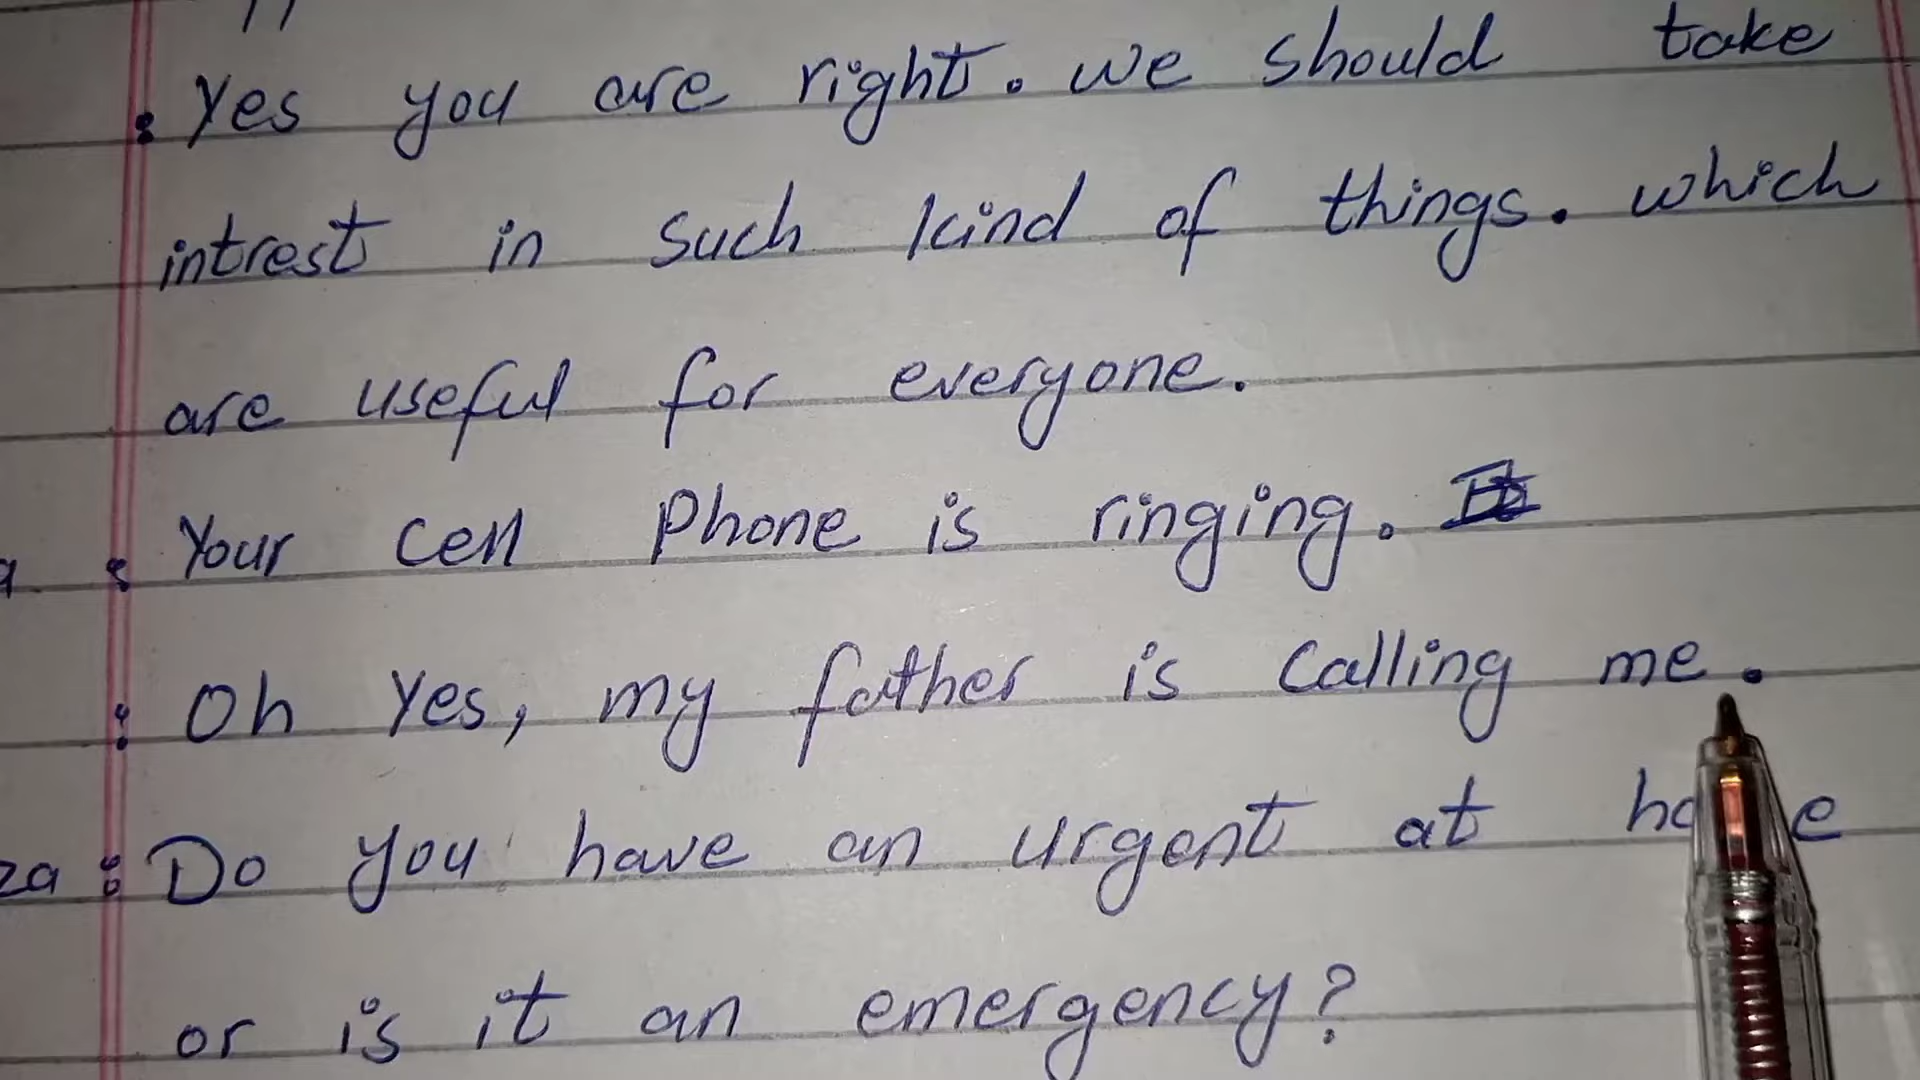 : Yes you are right. we should take
intrest in such kind of things. which
are useful for everyone.
: Your cell phone is ringing.
: Oh Yes, my father is calling me.
za : Do you have an urgent at
or is it an emergency?